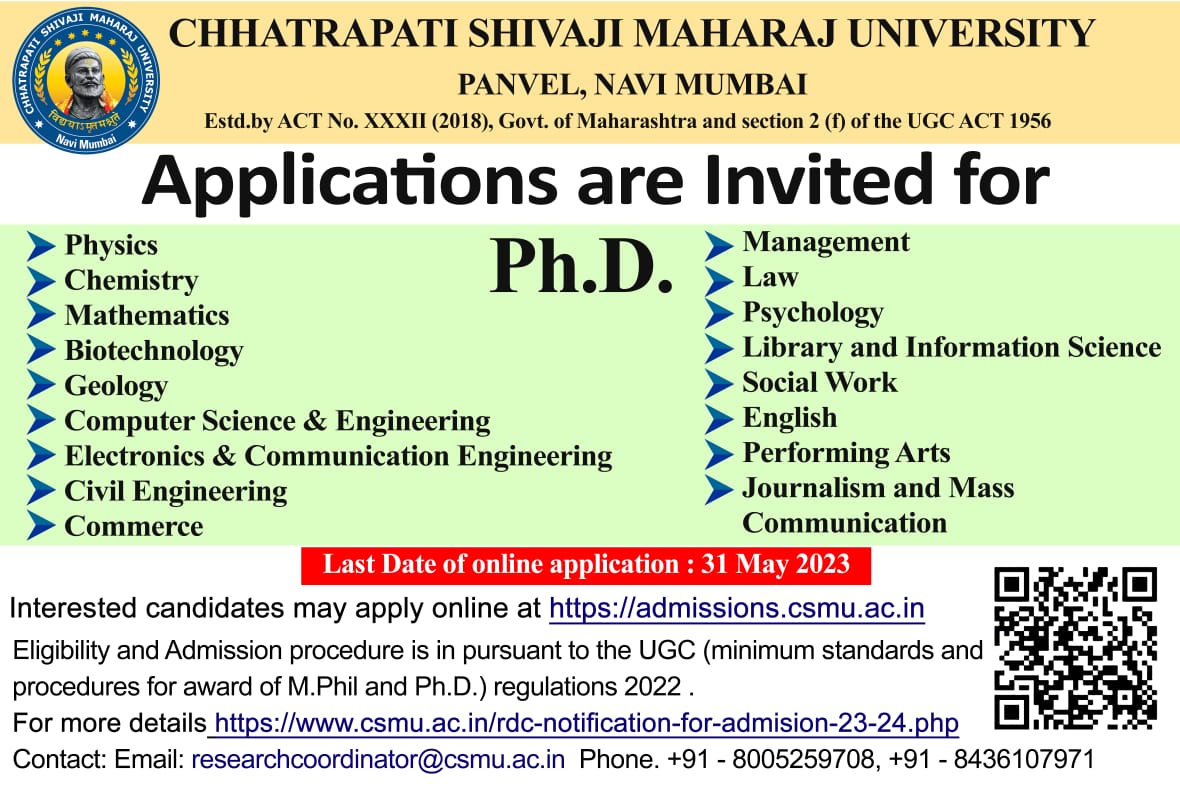 CHHATRAPATI SHIVAJI MAHARAJ UNIVERSITY
Navi Mumbai
विद्ययाऽमृतमश्नुते
CHHATRAPATI SHIVAJI MAHARAJ UNIVERSITY
PANVEL, NAVI MUMBAI
Estd.by ACT No. XXXII (2018), Govt. of Maharashtra and section 2 (f) of the UGC ACT 1956
Applications are Invited for
Ph.D.
Physics
Chemistry
Mathematics
Biotechnology
Geology
Computer Science & Engineering
Electronics & Communication Engineering
Civil Engineering
Commerce
Management
Law
Psychology
Library and Information Science
Social Work
English
Performing Arts
Journalism and Mass
Communication
Last Date of online application : 31 May 2023
Interested candidates may apply online at https://admissions.csmu.ac.in
Eligibility and Admission procedure is in pursuant to the UGC (minimum standards and
procedures for award of M.Phil and Ph.D.) regulations 2022 .
For more details https://www.csmu.ac.in/rdc-notification-for-admision-23-24.php
Contact: Email: researchcoordinator@csmu.ac.in Phone. +91 - 8005259708, +91 - 8436107971